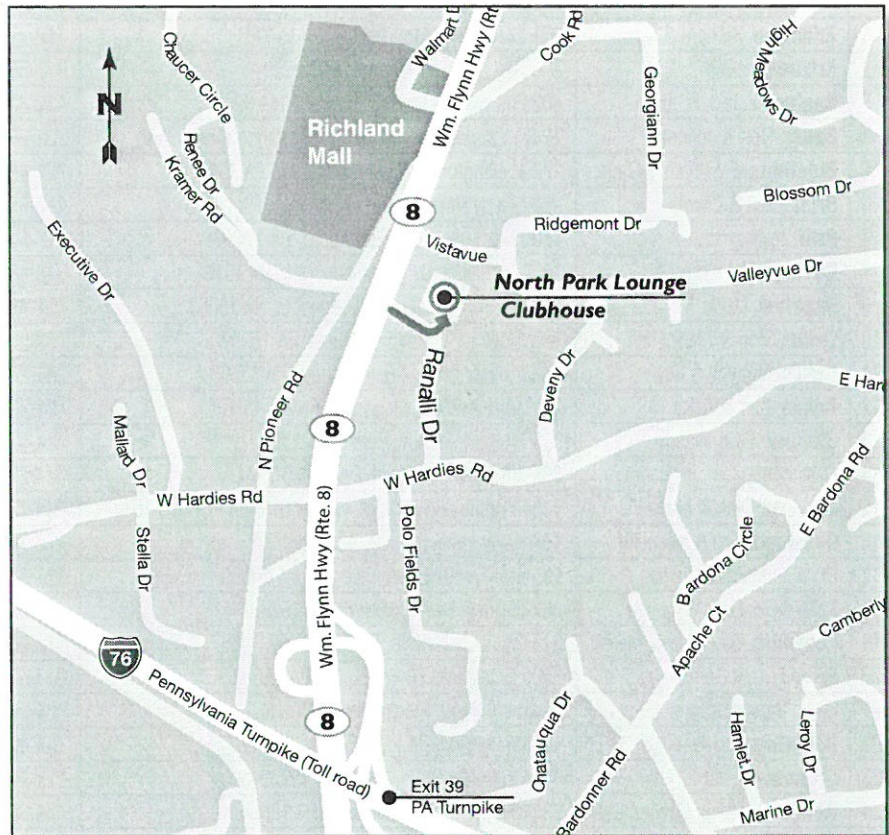 Chaucer Circle
Walmart D
Wm. Flynn Hwy (Rt
Cook Rd
High Meadows Dr
N
Richland
Mall
Georgiann Dr
Renee Dr
Kramer Rd
Blossom Dr
8
Ridgemont Dr
Vistavue
Executive Dr
Valleyvue Dr
North Park Lounge
Clubhouse
Ranalli Dr
Deveny Dr
E Har
N Pioneer Rd
8
Mallard Dr
W Hardies Rd
W Hardies Rd
E Bardona Rd
Stella Dr
Wm. Flynn Hwy (Rte. 8)
Polo Fields Dr
Bardona Circle
Apache Ct
Camberly
76
Pennsylvania Turnpike (Toll road)
8
Chatauqua Dr
Hamlet Dr
Leroy Dr
Exit 39
PA Turnpike
Bardonner Rd
Marine Dr